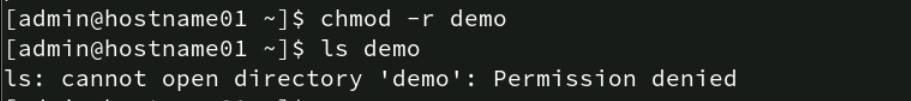 [admin@hostname01 ~]$ chmod -r demo
[admin@hostname01 ~]$ ls demo
ls: cannot open directory 'demo': Permission denied